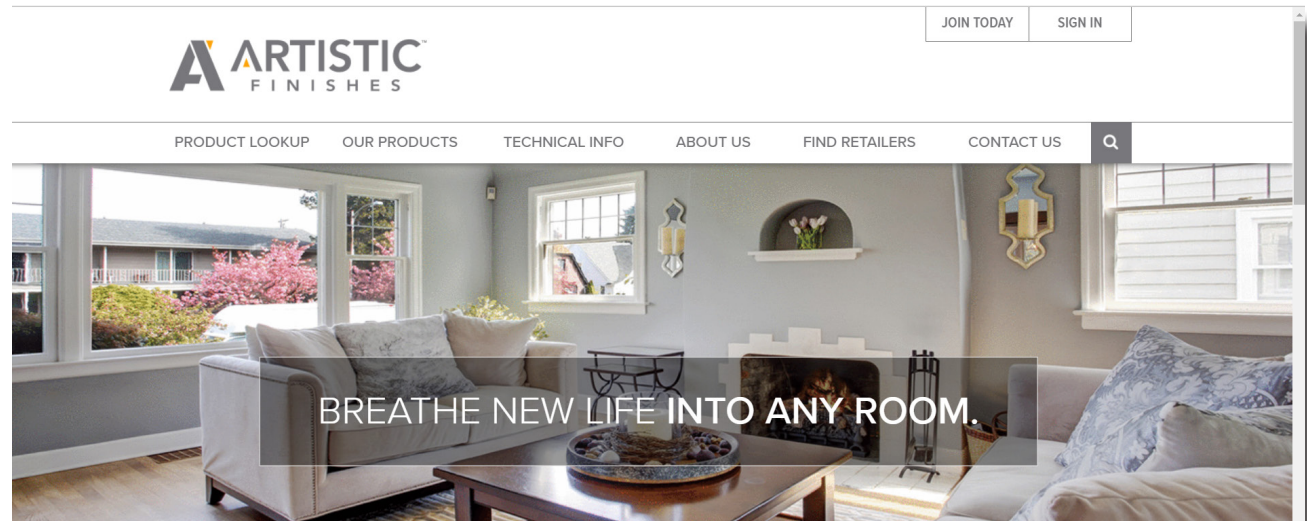 JOIN TODAY SIGN IN
ARTISTIC™
FINISHES
PRODUCT LOOKUP OUR PRODUCTS TECHNICAL INFO ABOUT US FIND RETAILERS CONTACT US
BREATHE NEW LIFE INTO ANY ROOM.